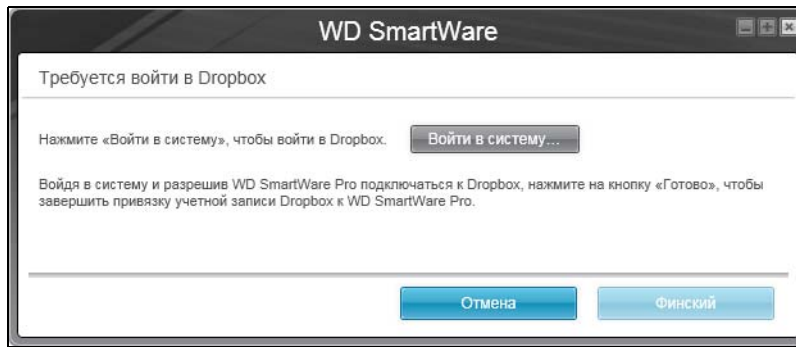 WD SmartWare
Требуется войти в Dropbox
Нажмите «Войти в систему», чтобы войти в Dropbox.
Войти в систему...
Войдя в систему и разрешив WD SmartWare Pro подключаться к Dropbox, нажмите на кнопку «Готово», чтобы
завершить привязку учетной записи Dropbox к WD SmartWare Pro.
Отмена
Финский